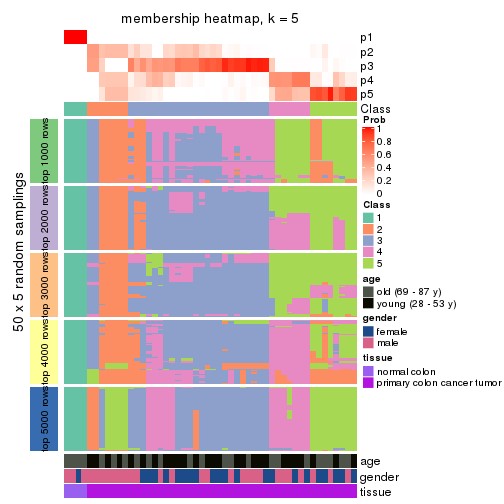 membership heatmap, k = 5
p1
p2
p3
p4
p5
Class
50 x 5 random samplings
top 1000 rows
top 2000 rows
top 3000 rows
top 4000 rows
top 5000 rows
Prob
1
0.8
0.6
0.4
0.2
0
Class
1
2
3
4
5
age
old (69 - 87 y)
young (28 - 53 y)
gender
female
male
tissue
normal colon
primary colon cancer tumor
age
gender
tissue